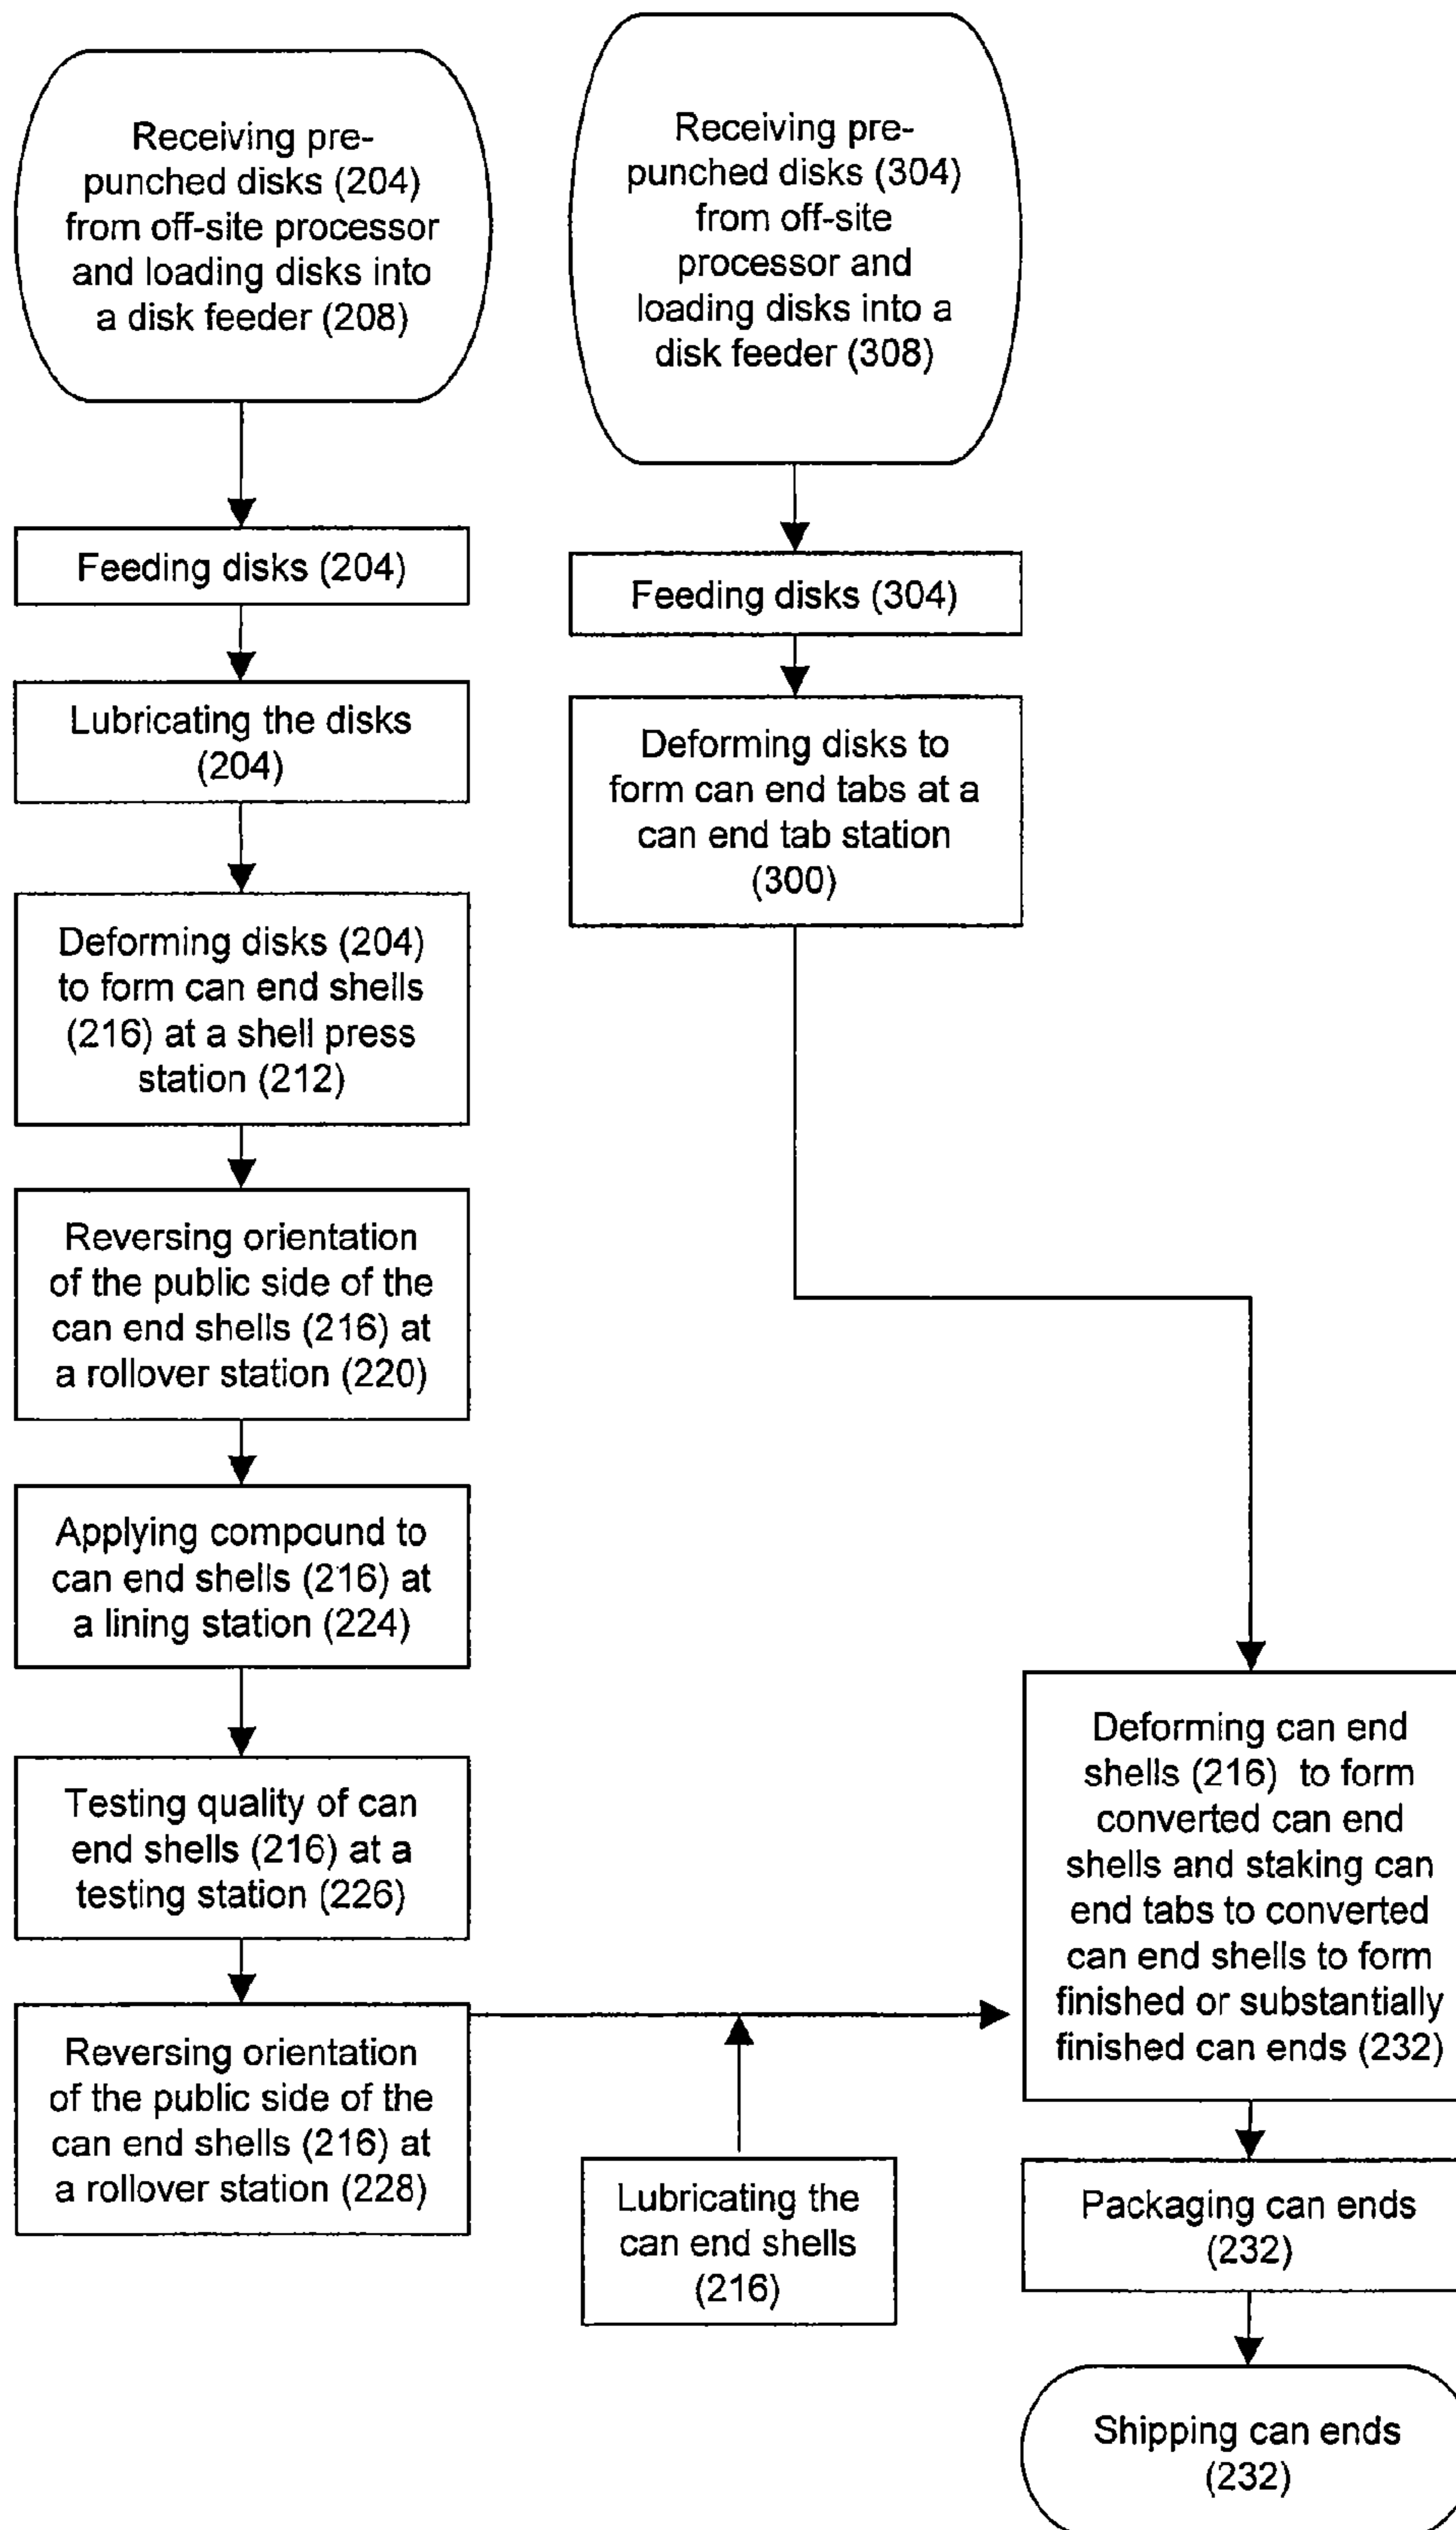 Receiving pre-
punched disks (204)
from off-site processor
and loading disks into
a disk feeder (208)
Feeding disks (204)
Lubricating the disks
(204)
Deforming disks (204)
to form can end shells
(216) at a shell press
station (212)
Reversing orientation
of the public side of the
can end shells (216) at
a rollover station (220)
Applying compound to
can end shells (216) at
a lining station (224)
Testing quality of can
end shells (216) at a
testing station (226)
Reversing orientation
of the public side of the
can end shells (216) at
a rollover station (228)
Receiving pre-
punched disks (304)
from off-site
processor and
loading disks into a
disk feeder (308)
Feeding disks (304)
Deforming disks to
form can end tabs at a
can end tab station
(300)
Lubricating the
can end shells
(216)
Deforming can end
shells (216) to form
converted can end
shells and staking can
end tabs to converted
can end shells to form
finished or substantially
finished can ends (232)
Packaging can ends
(232)
Shipping can ends
(232)